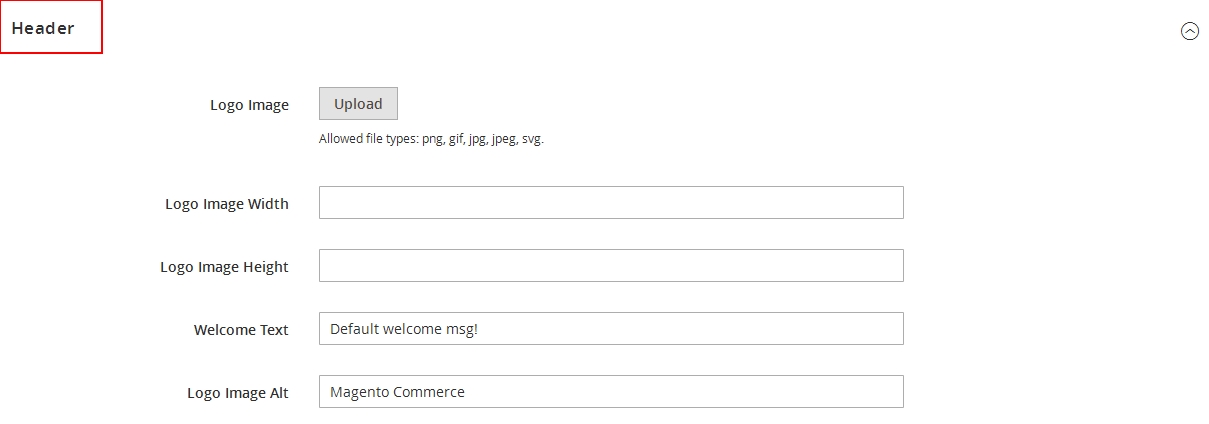 Header
Logo Image
Upload
Allowed file types: png, gif, jpg, jpeg, svg.
Logo Image Width
Logo Image Height
Welcome Text
Default welcome msg!
Logo Image Alt
Magento Commerce